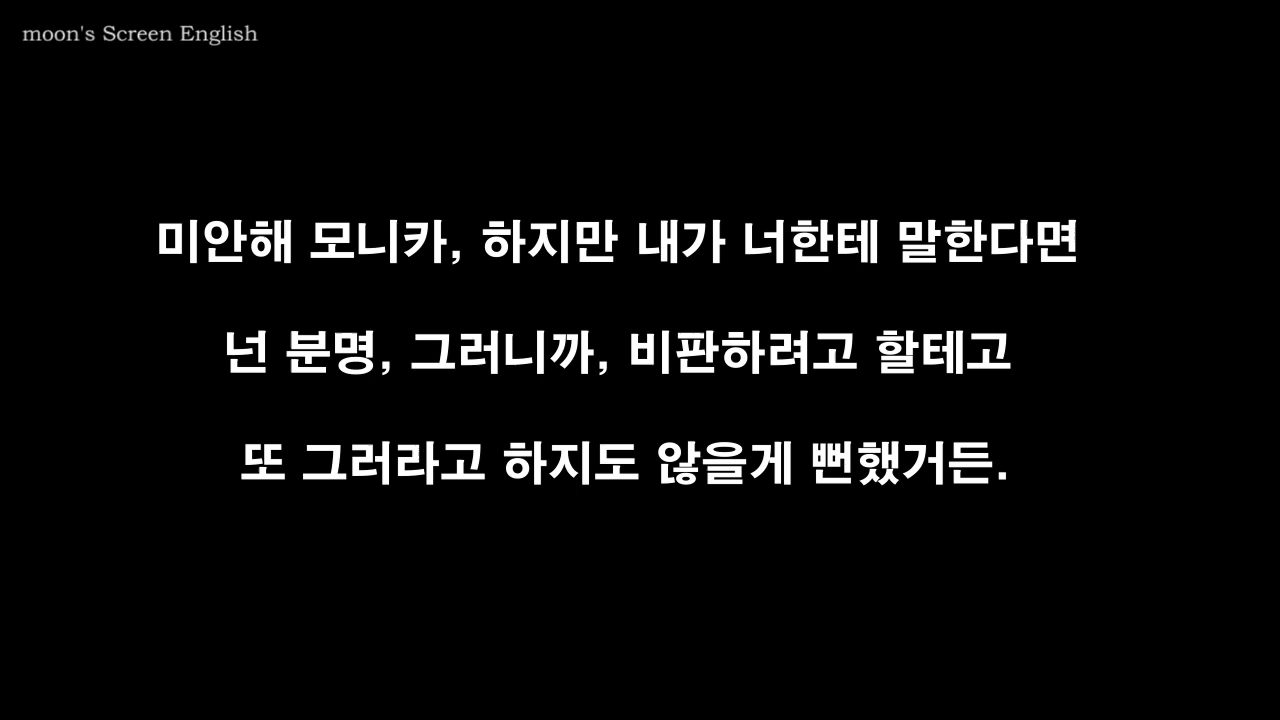 moon's Screen English
미안해 모니카, 하지만 내가 너한테 말한다면
넌 분명, 그러니까, 비판하려고 할테고
또 그러라고 하지도 않을게 뻔했거든.